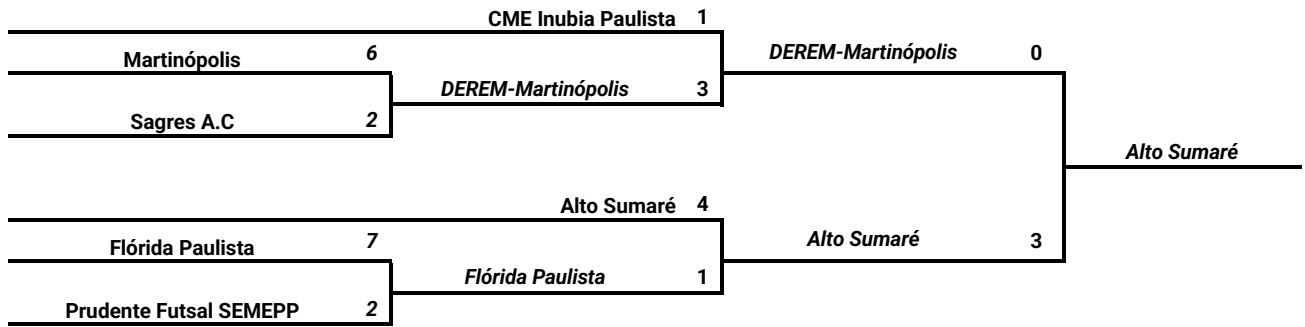 CME Inubia Paulista 1
Martinópolis 6
DEREM-Martinópolis 0
DEREM-Martinópolis 3
Sagres A.C 2
Alto Sumaré
Alto Sumaré 4
Flórida Paulista 7
Alto Sumaré 3
Flórida Paulista 1
Prudente Futsal SEMEPP 2